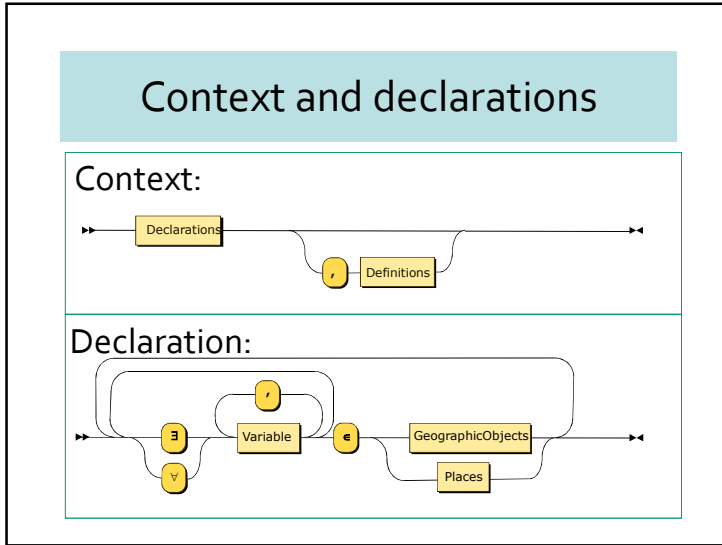 Context and declarations
Context:
Declarations
, Definitions
Declaration:
,
∃ Variable ∈ GeographicObjects
∀ Places